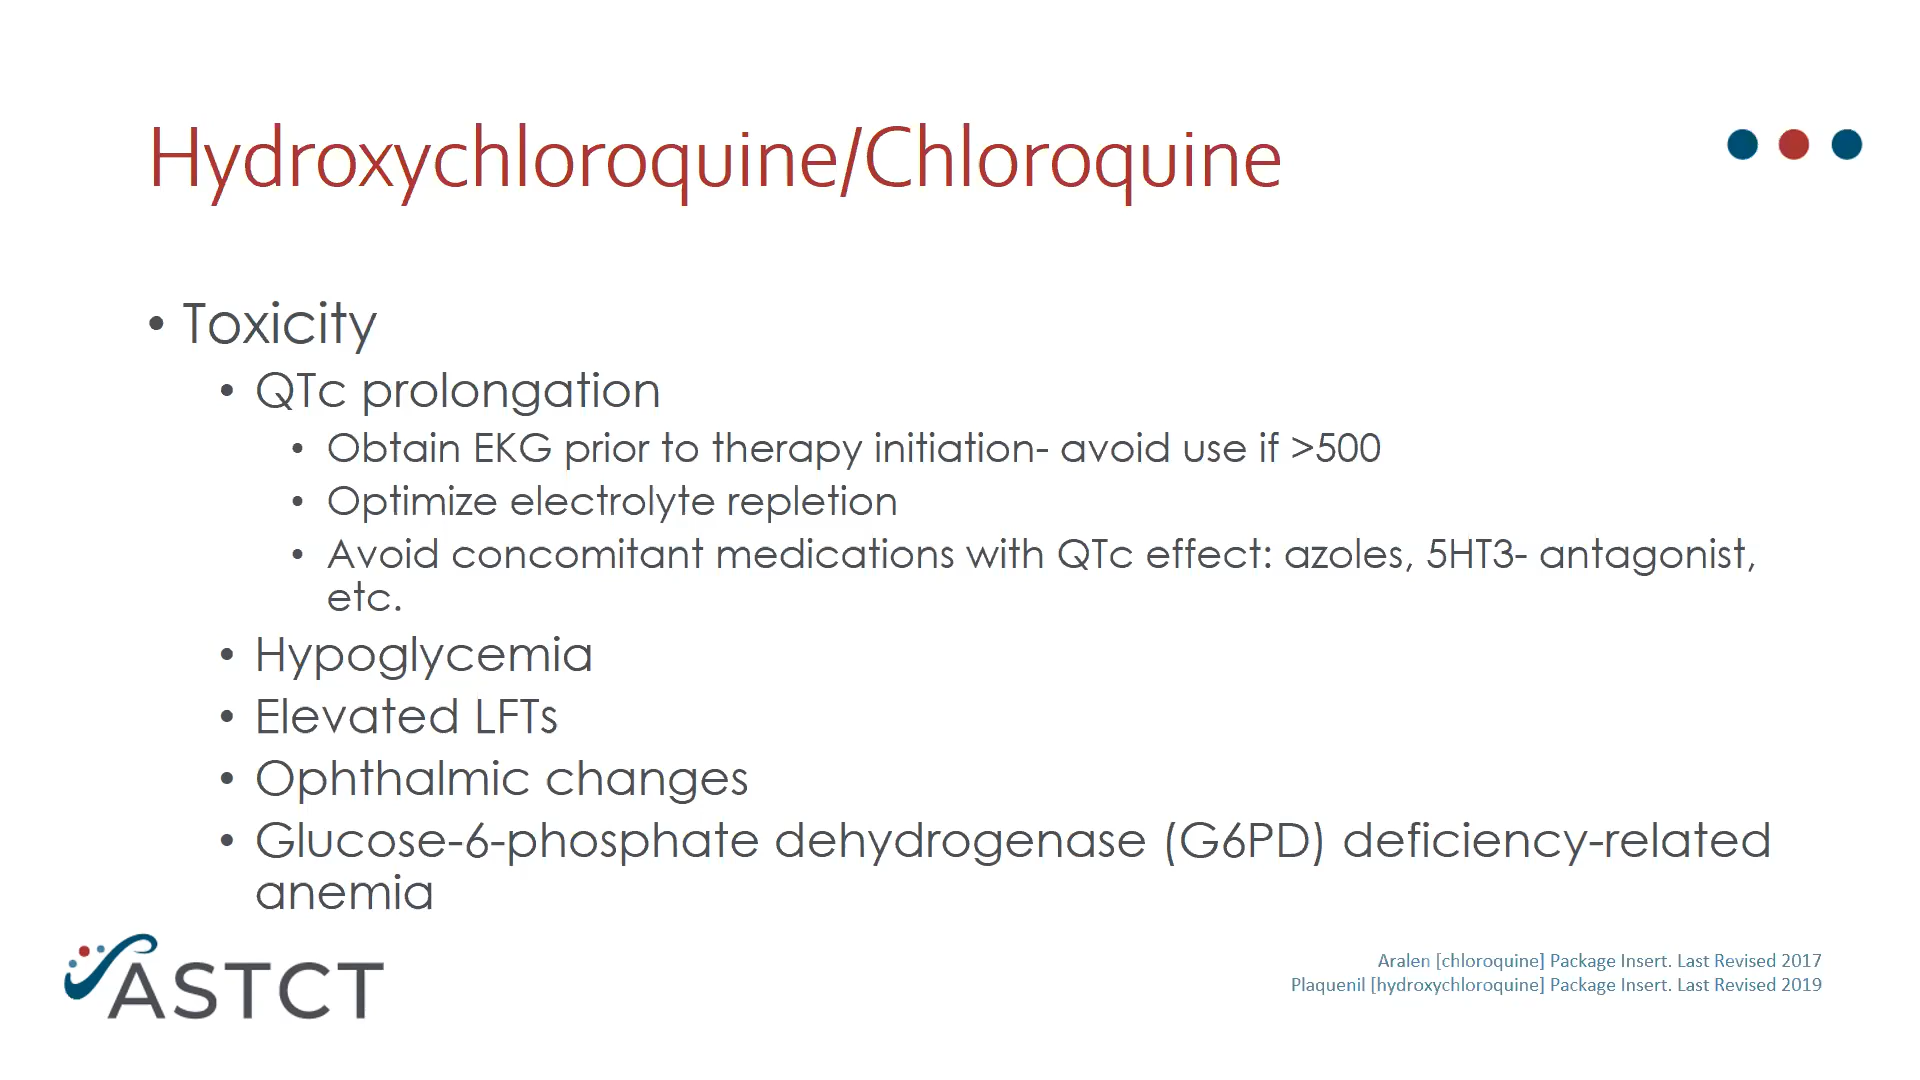 Hydroxychloroquine/Chloroquine
• Toxicity
• QTc prolongation
• Obtain EKG prior to therapy initiation- avoid use if >500
• Optimize electrolyte repletion
• Avoid concomitant medications with QTc effect: azoles, 5HT3- antagonist,
etc.
• Hypoglycemia
• Elevated LFTs
• Ophthalmic changes
• Glucose-6-phosphate dehydrogenase (G6PD) deficiency-related
anemia
ASTCT
Aralen [chloroquine] Package Insert. Last Revised 2017
Plaquenil [hydroxychloroquine] Package Insert. Last Revised 2019